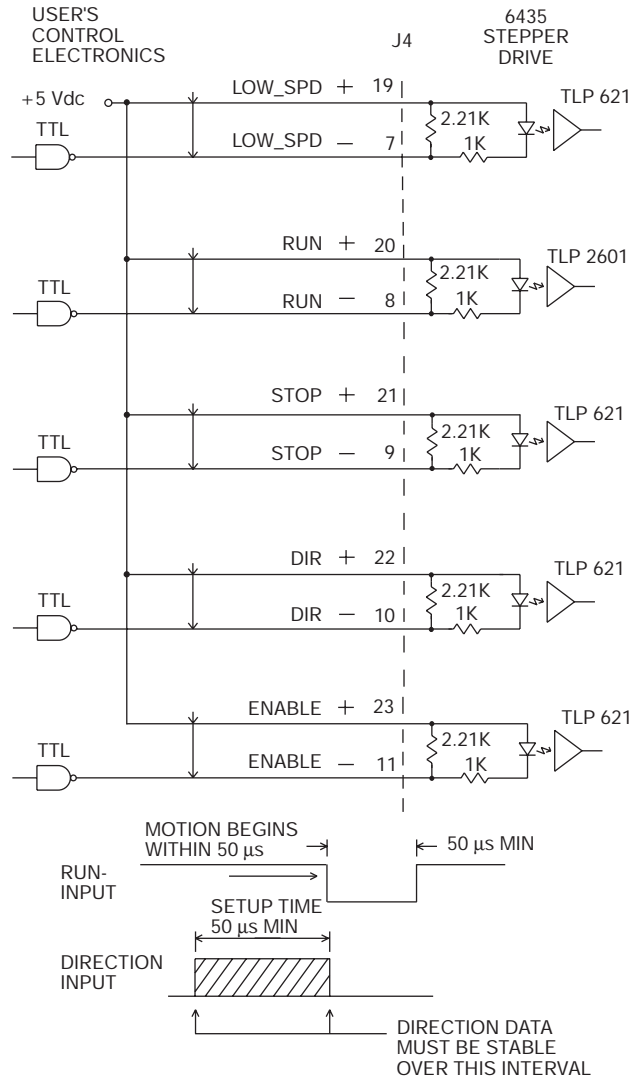 USER'S
CONTROL
ELECTRONICS
J4
6435
STEPPER
DRIVE
+5 Vdc
LOW_SPD + 19
TLP 621
TTL
2.21K
LOW_SPD − 7
1K
RUN + 20
TLP 2601
TTL
2.21K
RUN − 8
1K
STOP + 21
TLP 621
TTL
2.21K
STOP − 9
1K
DIR + 22
TLP 621
TTL
2.21K
DIR − 10
1K
ENABLE + 23
TLP 621
TTL
2.21K
ENABLE − 11
1K
MOTION BEGINS
WITHIN 50 µs
50 µs MIN
RUN-
INPUT
SETUP TIME
50 µs MIN
DIRECTION
INPUT
DIRECTION DATA
MUST BE STABLE
OVER THIS INTERVAL